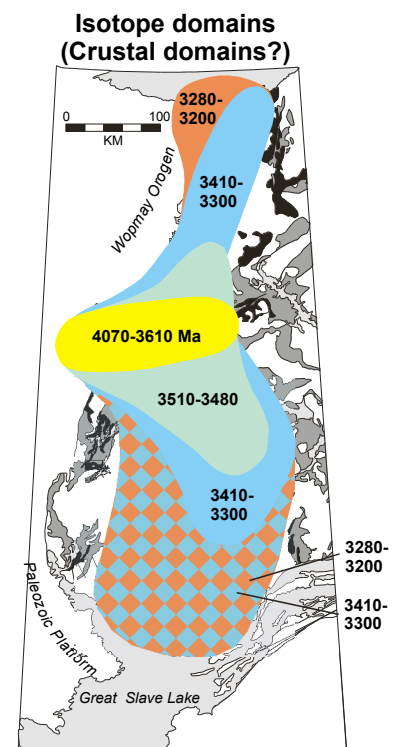 Isotope domains
(Crustal domains?)
3280-
3200
0 100
KM
Wopmay Orogen
3410-
3300
4070-3610 Ma
3510-3480
3410-
3300
3280-
3200
3410-
3300
Paleozoic Platform
Great Slave Lake